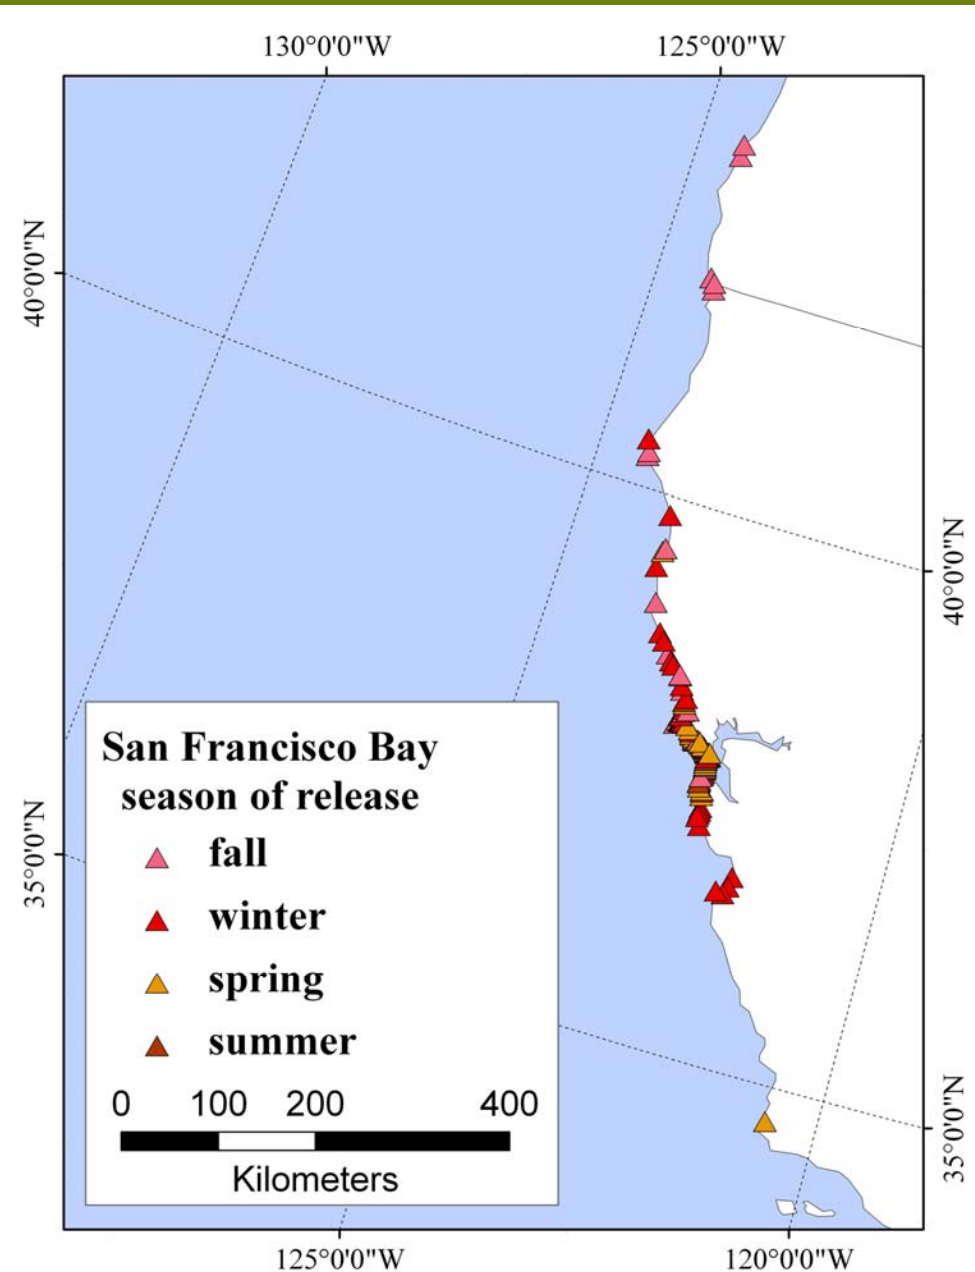 130°0'0"W
125°0'0"W
40°0'0"N
40°0'0"N
San Francisco Bay
season of release
fall
winter
spring
summer
0 100 200 400
Kilometers
35°0'0"N
35°0'0"N
125°0'0"W
120°0'0"W